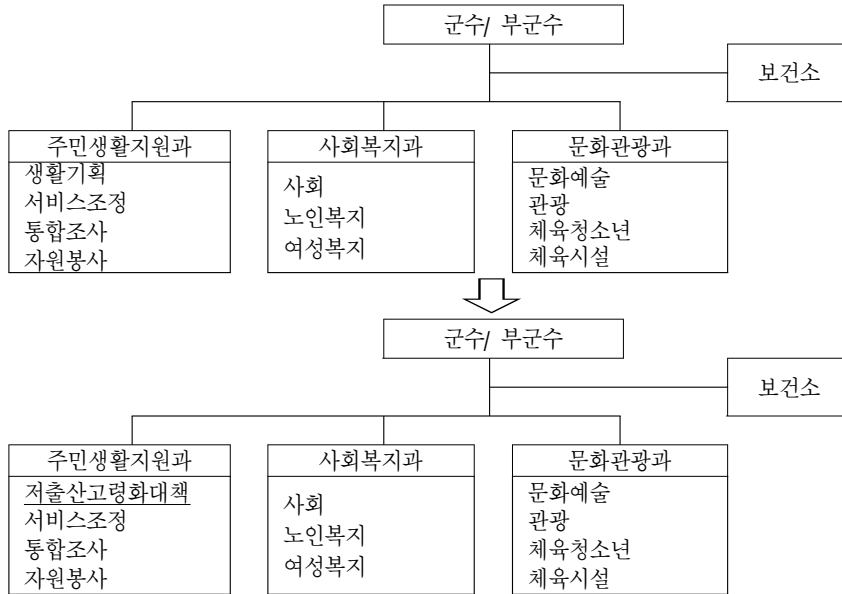 군수/ 부군수
보건소
주민생활지원과
생활기획
서비스조정
통합조사
자원봉사
사회복지과
사회
노인복지
여성복지
문화관광과
문화예술
관광
체육청소년
체육시설
군수/ 부군수
보건소
주민생활지원과
저출산고령화대책
서비스조정
통합조사
자원봉사
사회복지과
사회
노인복지
여성복지
문화관광과
문화예술
관광
체육청소년
체육시설